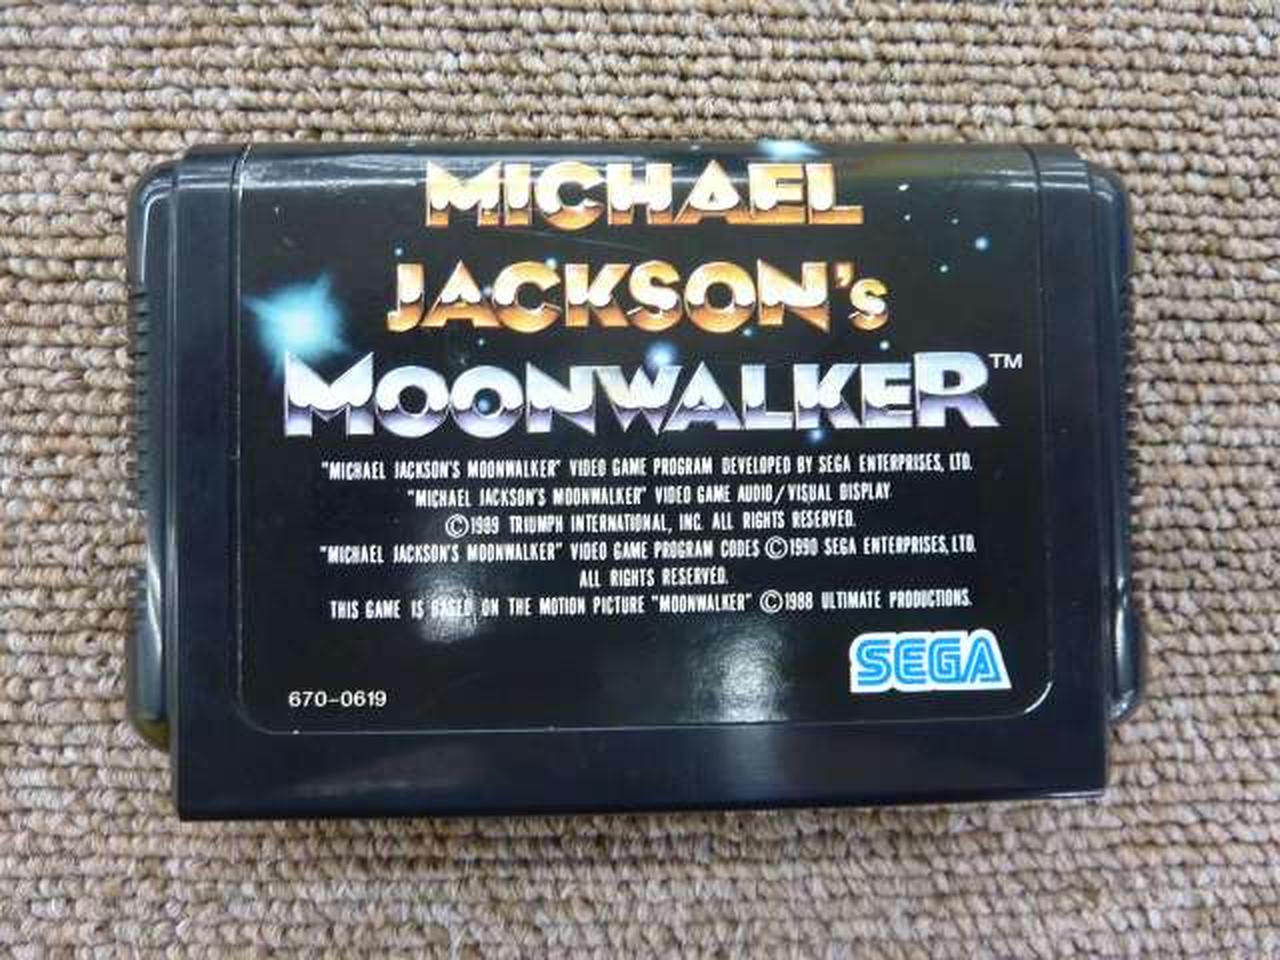 MICHAEL
JACKSON's
MOONWALKER™
"MICHAEL JACKSON'S MOONWALKER" VIDEO GAME PROGRAM DEVELOPED BY SEGA ENTERPRISES, LTD.
"MICHAEL JACKSON'S MOONWALKER" VIDEO GAME AUDIO/VISUAL DISPLAY
©1989 TRIUMPH INTERNATIONAL, INC. ALL RIGHTS RESERVED.
"MICHAEL JACKSON'S MOONWALKER" VIDEO GAME PROGRAM CODES ©1990 SEGA ENTERPRISES, LTD.
ALL RIGHTS RESERVED.
THIS GAME IS BASED ON THE MOTION PICTURE "MOONWALKER" ©1988 ULTIMATE PRODUCTIONS.
SEGA
670-0619